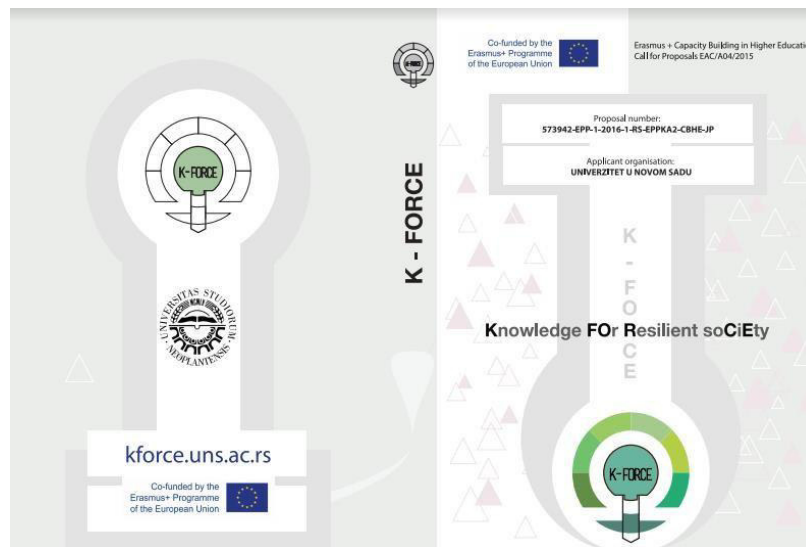 K-FORCE
UNIVERSITAS STUDIORUM
NEOPLANTENSIS
kforce.uns.ac.rs
Co-funded by the
Erasmus+ Programme
of the European Union
K-FORCE
K - FORCE
Co-funded by the
Erasmus+ Programme
of the European Union
Erasmus + Capacity Building in Higher Educatio
Call for Proposals EAC/A04/2015
Proposal number:
573942-EPP-1-2016-1-RS-EPPKA2-CBHE-JP
Applicant organisation:
UNIVERZITET U NOVOM SADU
K - FORCE
Knowledge FOr Resilient soCiEty
K-FORCE